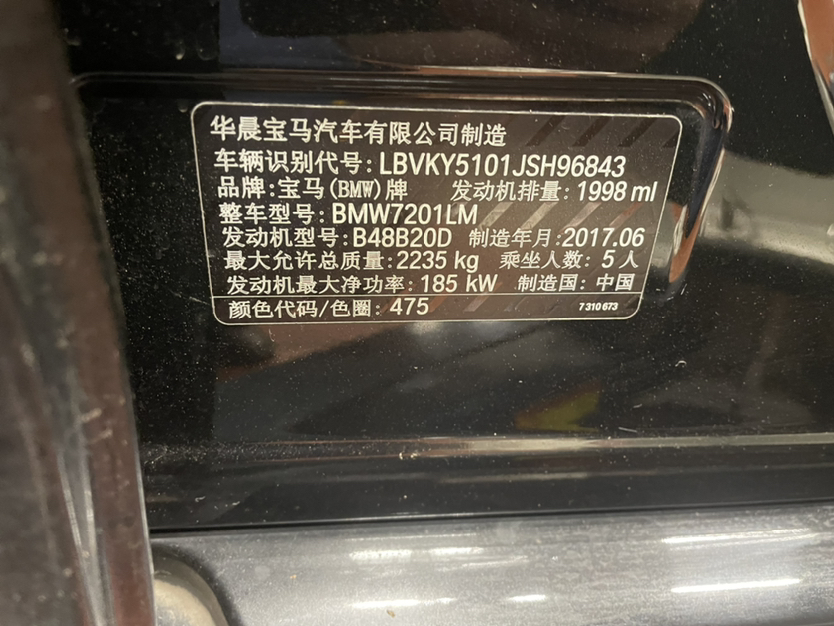 华晨宝马汽车有限公司制造
车辆识别代号: LBVKY5101JSH96843
品牌: 宝马(BMW)牌 发动机排量: 1998 ml
整车型号: BMW7201LM
发动机型号: B48B20D 制造年月: 2017.06
最大允许总质量: 2235 kg 乘坐人数: 5人
发动机最大净功率: 185 kW 制造国: 中国
颜色代码/色圈: 475 7 310 673